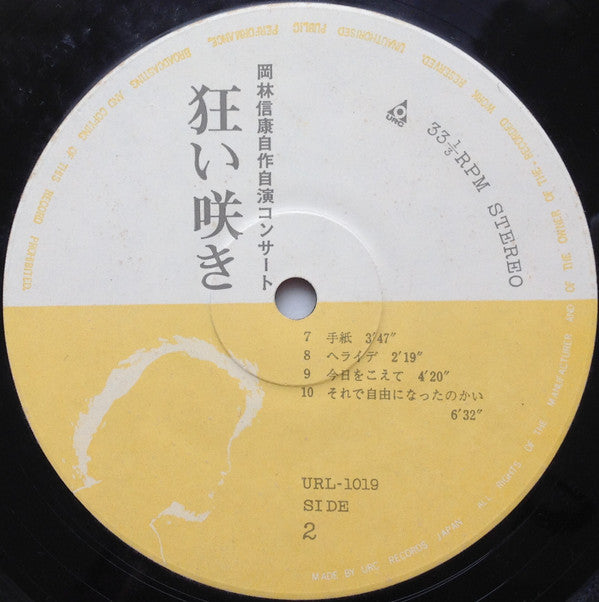 岡林信康自作自演コンサート
狂い咲き
URC
33 1/3 RPM STEREO
7 手紙 3′47″
8 ヘライデ 2′19″
9 今日をこえて 4′20″
10 それで自由になったのかい
6′32″
URL-1019
SIDE
2
MADE BY URC RECORDS JAPAN ALL RIGHTS OF THE MANUFACTURER AND OF THE OWNER OF THE RECORDED WORK RESERVED. UNAUTHORISED PUBLIC PERFORMANCE, BROADCASTING AND COPYING OF THIS RECORD PROHIBITED.